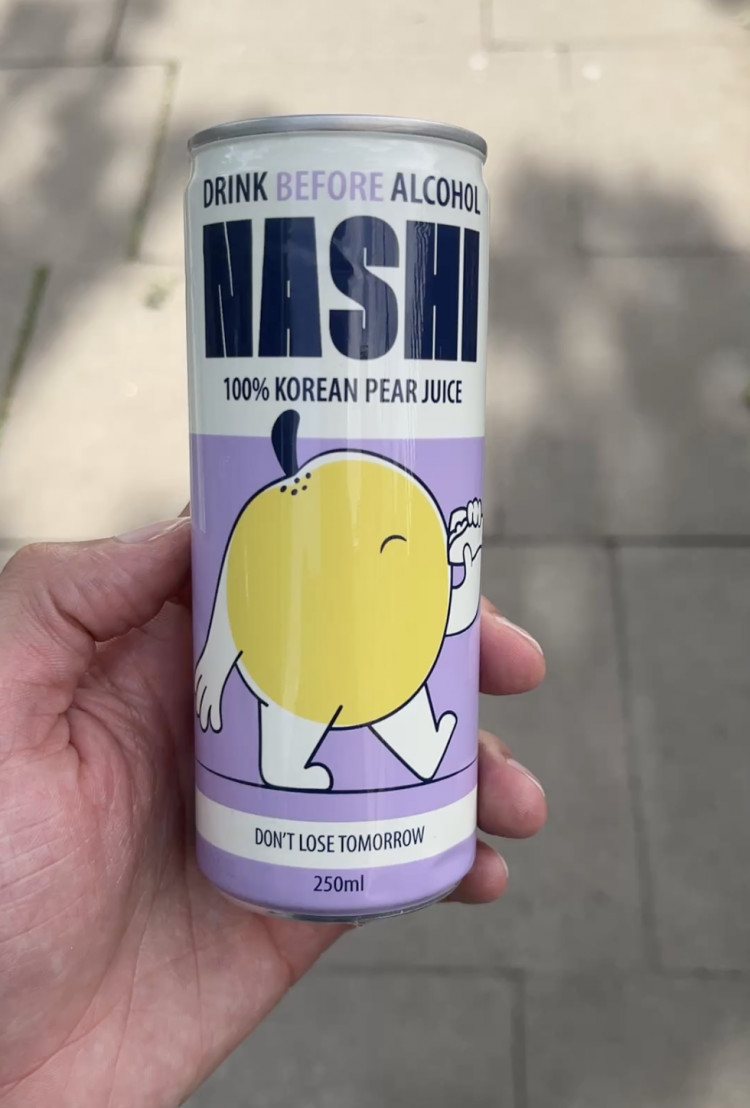 DRINK BEFORE ALCOHOL
NASHI
100% KOREAN PEAR JUICE
DON'T LOSE TOMORROW
250ml